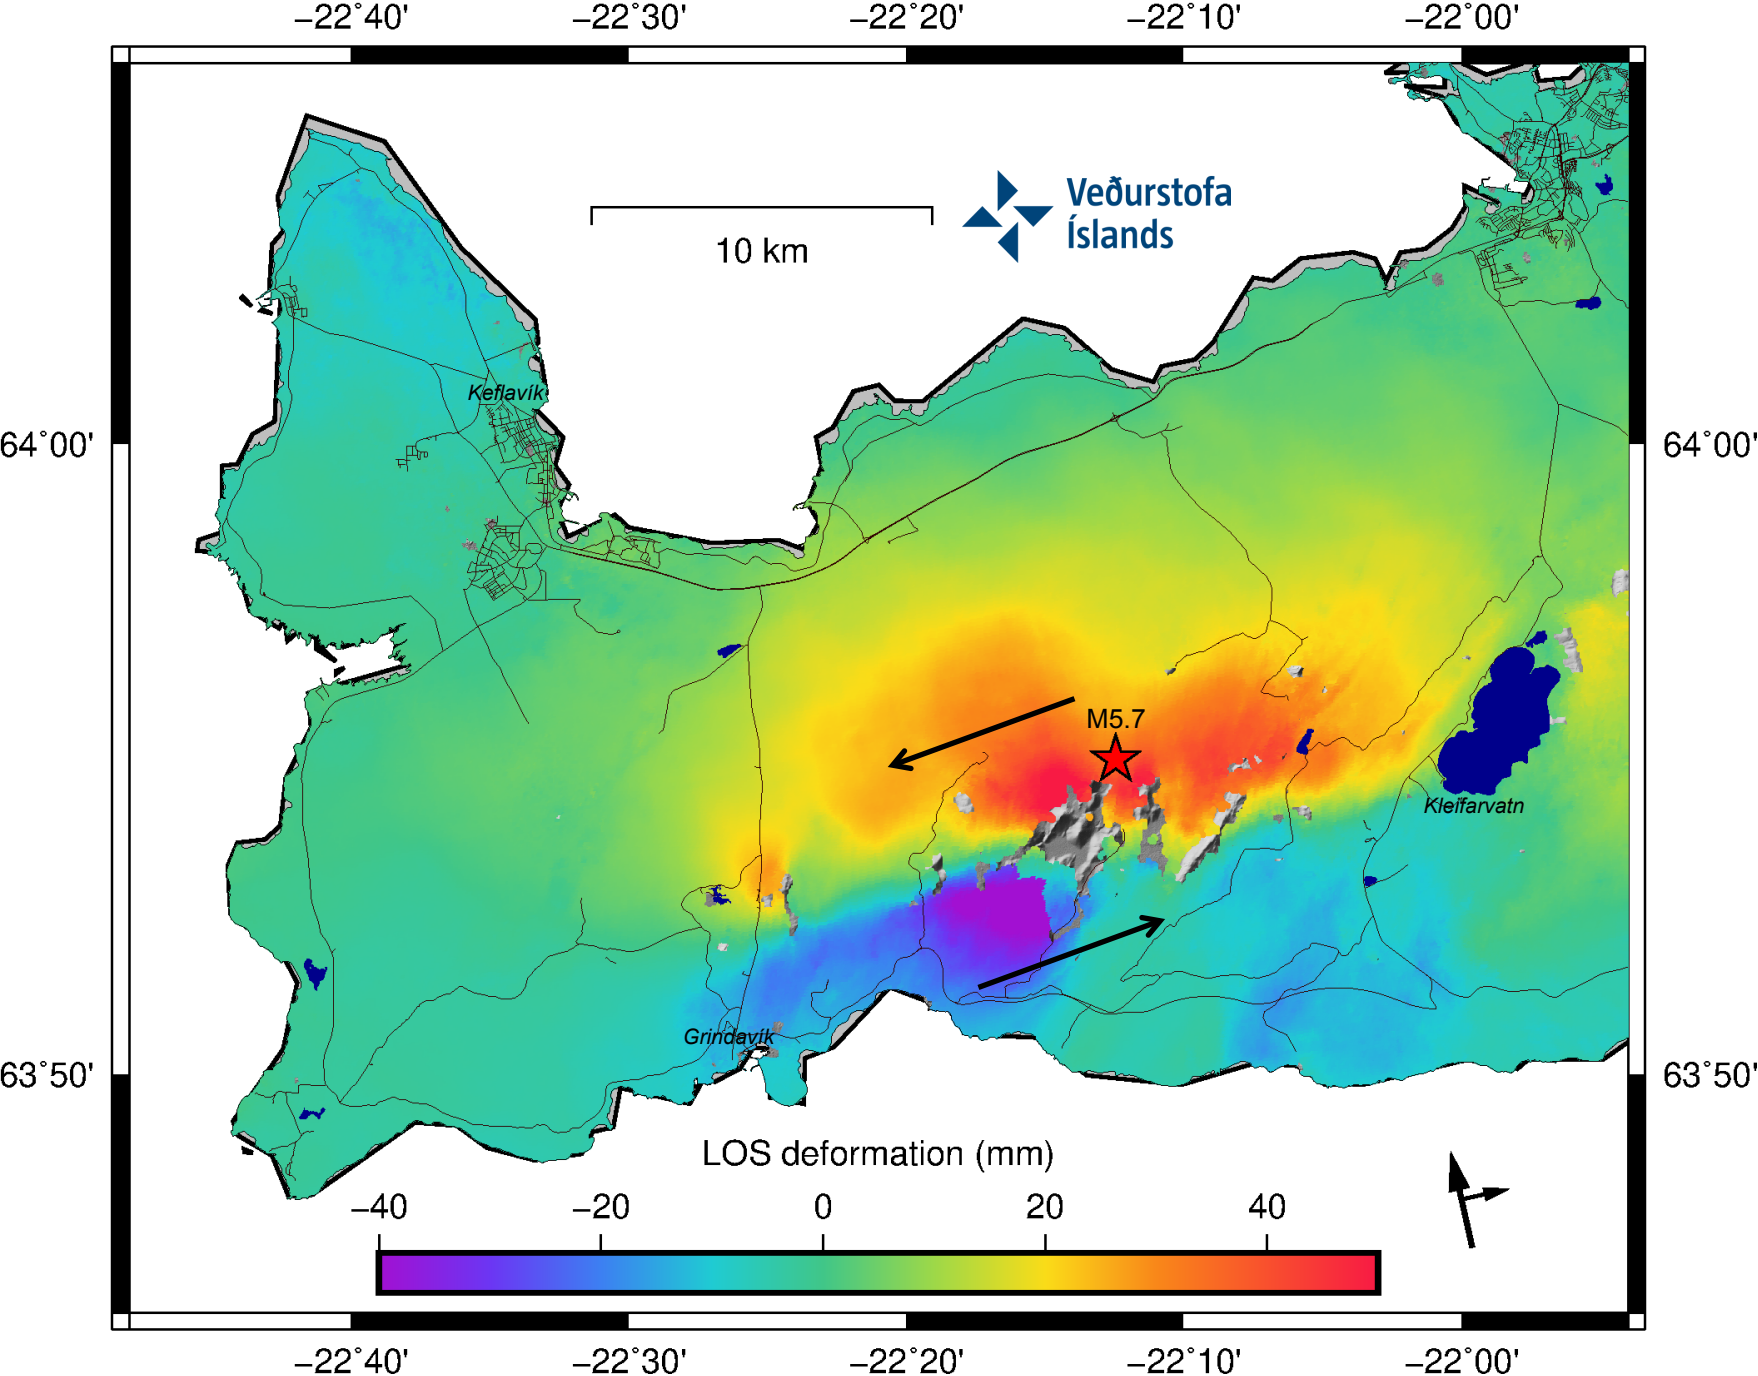 −22˚40' −22˚30' −22˚20' −22˚10' −22˚00'
Veðurstofa
Íslands
10 km
Keflavík
64˚00' 64˚00'
M5.7
Kleifarvatn
Grindavík
63˚50' 63˚50'
LOS deformation (mm)
−40 −20 0 20 40
−22˚40' −22˚30' −22˚20' −22˚10' −22˚00'